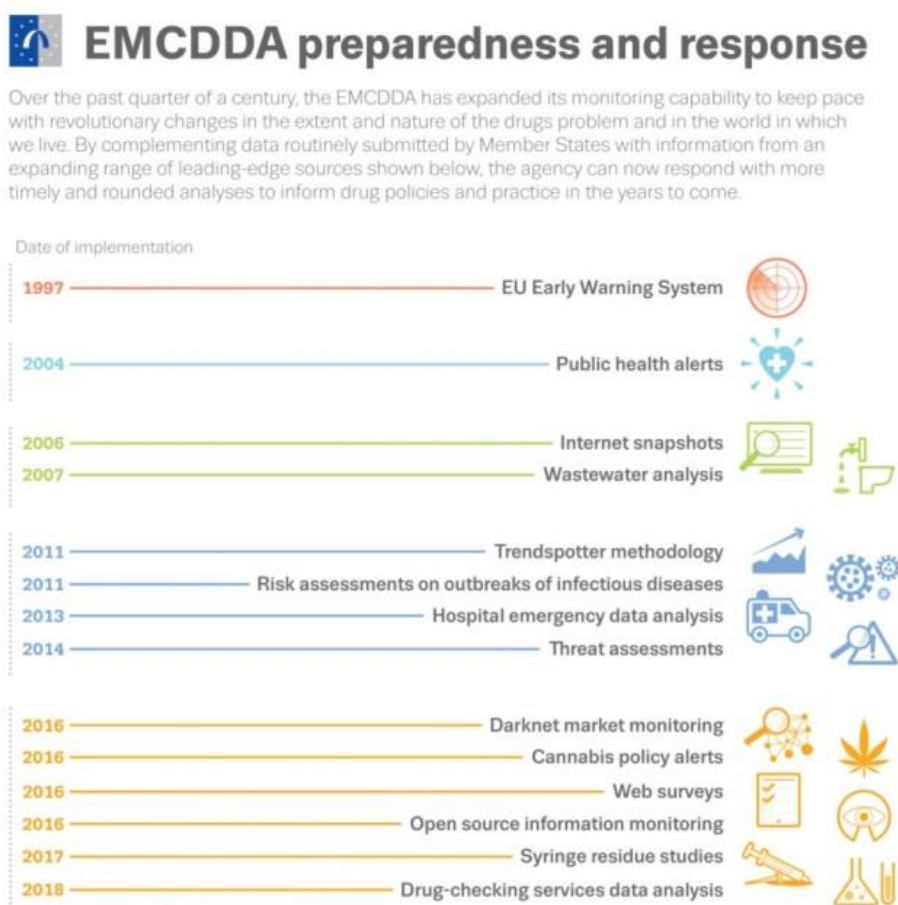 EMCDDA preparedness and response
Over the past quarter of a century, the EMCDDA has expanded its monitoring capability to keep pace
with revolutionary changes in the extent and nature of the drugs problem and in the world in which
we live. By complementing data routinely submitted by Member States with information from an
expanding range of leading-edge sources shown below, the agency can now respond with more
timely and rounded analyses to inform drug policies and practice in the years to come.
Date of implementation
1997 EU Early Warning System
2004 Public health alerts
2006 Internet snapshots
2007 Wastewater analysis
2011 Trendspotter methodology
2011 Risk assessments on outbreaks of infectious diseases
2013 Hospital emergency data analysis
2014 Threat assessments
2016 Darknet market monitoring
2016 Cannabis policy alerts
2016 Web surveys
2016 Open source information monitoring
2017 Syringe residue studies
2018 Drug-checking services data analysis